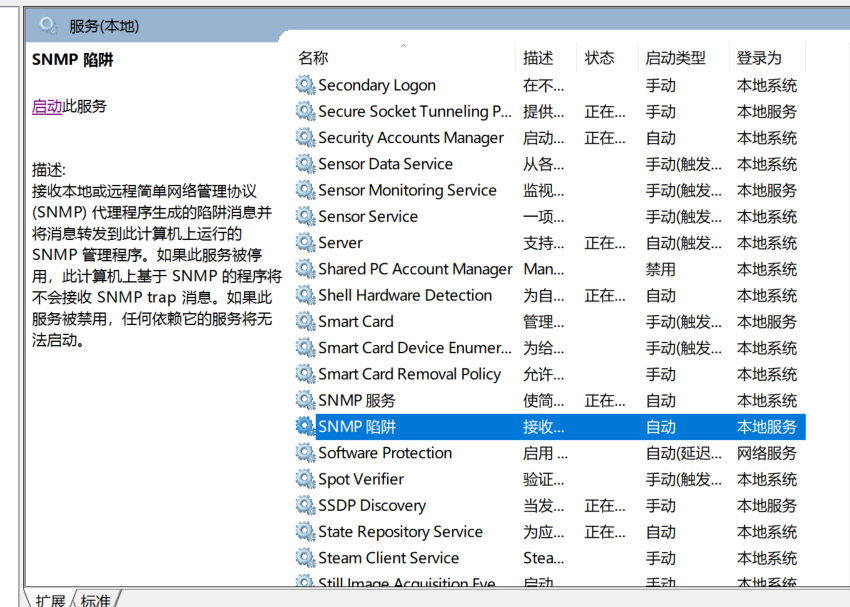 服务(本地)
SNMP 陷阱
启动此服务
描述:
接收本地或远程简单网络管理协议
(SNMP) 代理程序生成的陷阱消息并
将消息转发到此计算机上运行的
SNMP 管理程序。如果此服务被停
用，此计算机上基于 SNMP 的程序将
不会接收 SNMP trap 消息。如果此
服务被禁用，任何依赖它的服务将无
法启动。
名称 描述 状态 启动类型 登录为
Secondary Logon 在不... 手动 本地系统
Secure Socket Tunneling P... 提供... 正在... 手动 本地服务
Security Accounts Manager 启动... 正在... 自动 本地系统
Sensor Data Service 从各... 手动(触发... 本地系统
Sensor Monitoring Service 监视... 手动(触发... 本地服务
Sensor Service 一项... 手动(触发... 本地系统
Server 支持... 正在... 自动(触发... 本地系统
Shared PC Account Manager Man... 禁用 本地系统
Shell Hardware Detection 为自... 正在... 自动 本地系统
Smart Card 管理... 手动(触发... 本地服务
Smart Card Device Enumer... 为给... 手动(触发... 本地系统
Smart Card Removal Policy 允许... 手动 本地系统
SNMP 服务 使简... 正在... 自动 本地系统
SNMP 陷阱 接收... 自动 本地服务
Software Protection 启用 ... 自动(延迟... 网络服务
Spot Verifier 验证... 手动(触发... 本地系统
SSDP Discovery 当发... 正在... 手动 本地服务
State Repository Service 为应... 正在... 自动 本地系统
Steam Client Service Stea... 手动 本地系统
Still Image Acquisition Eve... 启动... 手动 本地系统
扩展 标准